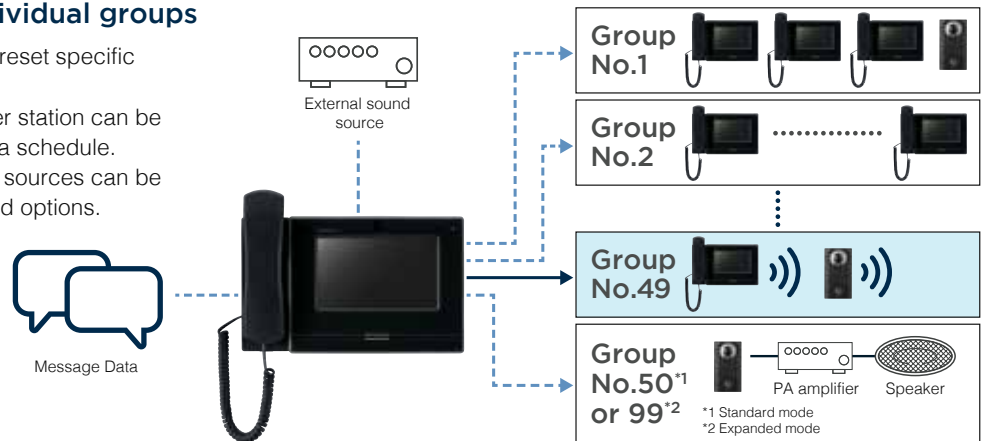 ividual groups
reset specific
er station can be
a schedule.
sources can be
d options.
External sound
source
Message Data
Group
No.1
Group
No.2
Group
No.49
Group
No.50*1
or 99*2
PA amplifier
Speaker
*1 Standard mode
*2 Expanded mode